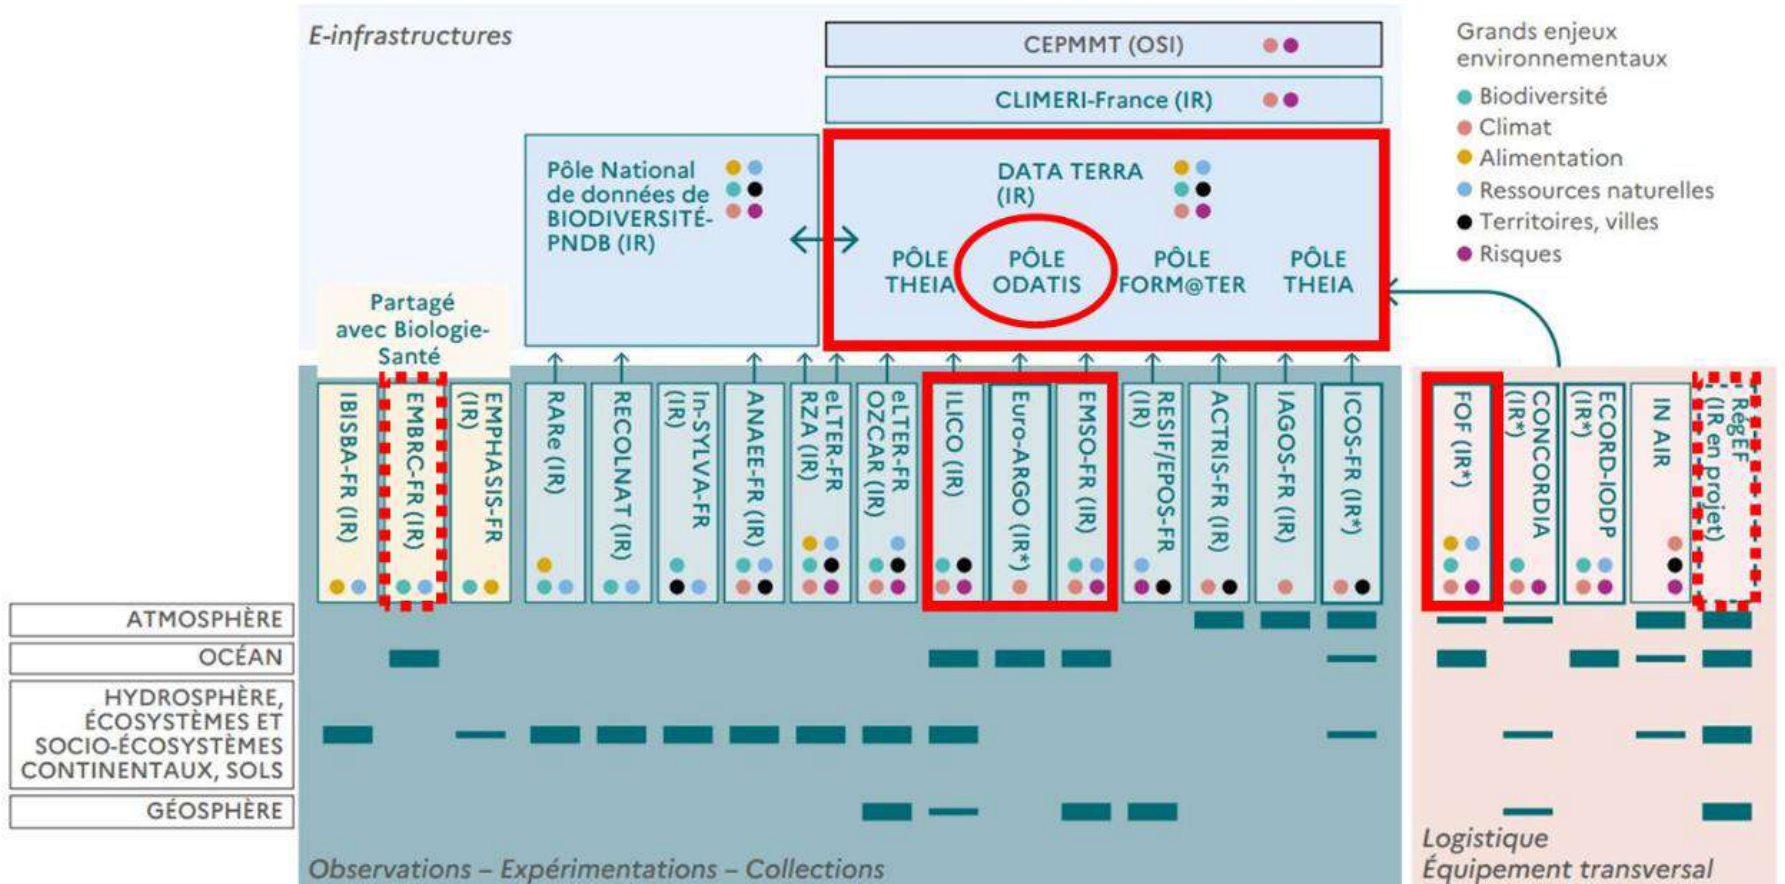 E-infrastructures
CEPMMT (OSI)
CLIMERI-France (IR)
Grands enjeux
environnementaux
Biodiversité
Climat
Alimentation
Ressources naturelles
Territoires, villes
Risques
Pôle National
de données de
BIODIVERSITÉ-
PNDB (IR)
DATA TERRA
(IR)
PÔLE
THEIA
PÔLE
ODATIS
PÔLE
FORM@TER
PÔLE
THEIA
Partagé
avec Biologie-
Santé
IBISBA-FR (IR)
EMBRC-FR (IR)
EMPHASIS-FR
(IR)
RARe (IR)
RECOLNAT (IR)
In-SYLVA-FR
(IR)
ANAEE-FR (IR)
eLTER-FR
RZA (IR)
eLTER-FR
OZCAR (IR)
ILICO (IR)
Euro-ARGO (IR*)
EMSO-FR (IR)
RESIF/EPOS-FR
(IR)
ACTRIS-FR (IR)
IAGOS-FR (IR)
ICOS-FR (IR*)
FOF (IR*)
CONCORDIA
(IR*)
ECORD-IODP
(IR*)
IN AIR
RégEF
(IR en projet)
ATMOSPHÈRE
OCÉAN
HYDROSPHÈRE,
ÉCOSYSTÈMES ET
SOCIO-ÉCOSYSTÈMES
CONTINENTAUX, SOLS
GÉOSPHÈRE
Observations – Expérimentations – Collections
Logistique
Équipement transversal